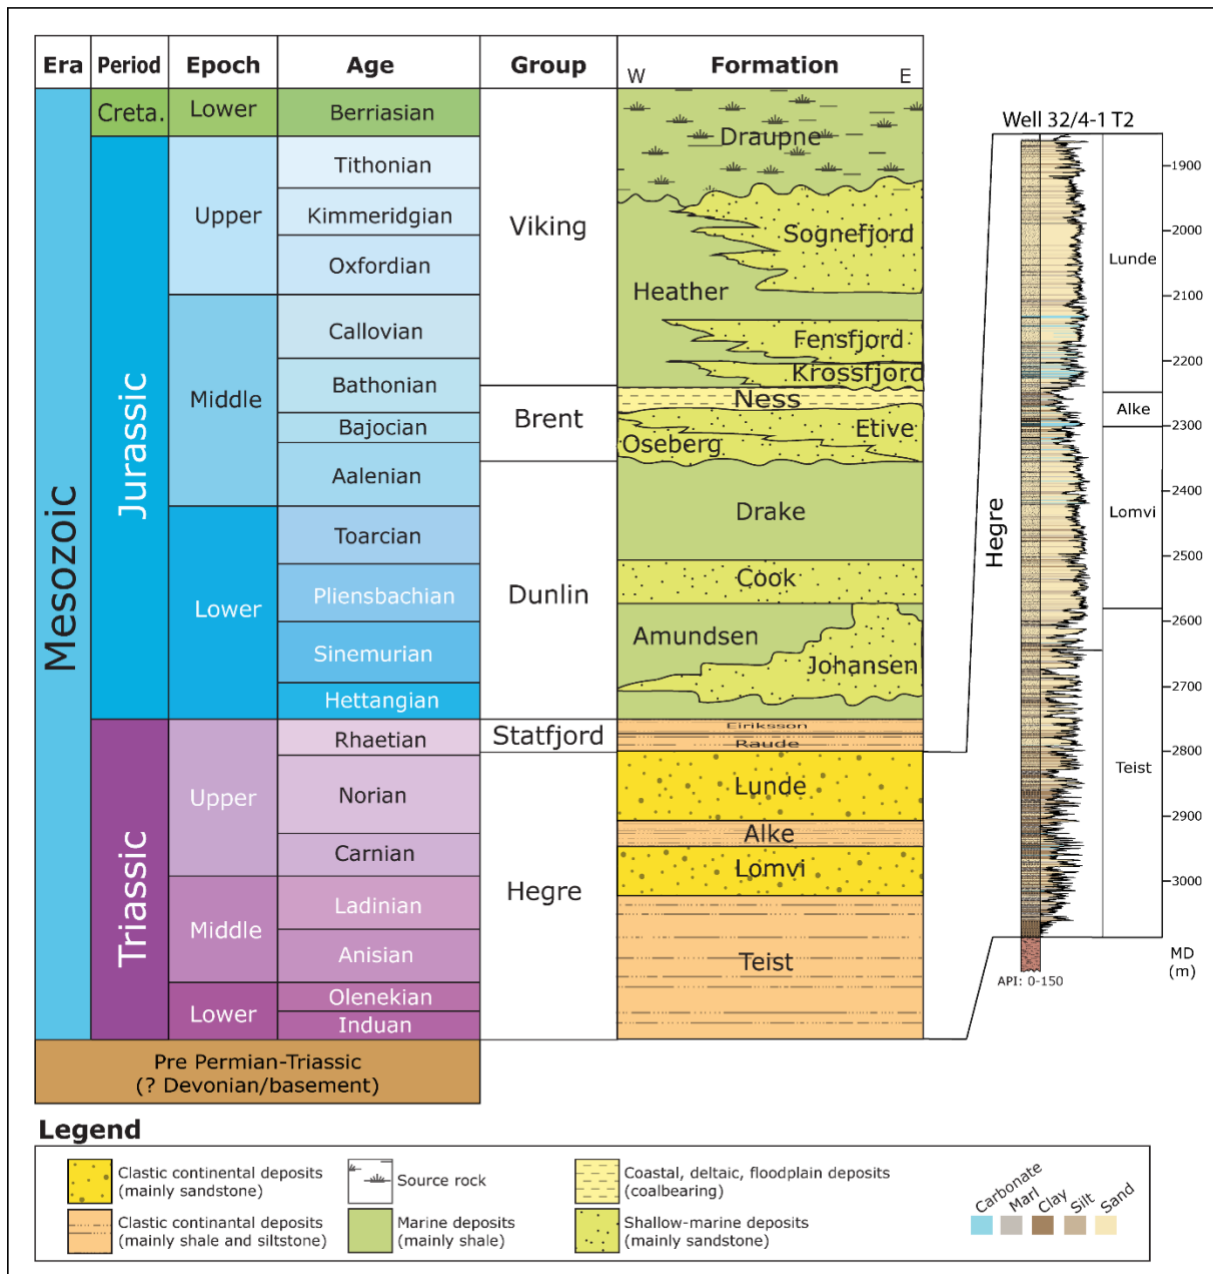 Era Period Epoch Age Group Formation
W E
Mesozoic
Creta.
Jurassic
Triassic
Lower
Upper
Middle
Lower
Upper
Middle
Lower
Berriasian
Tithonian
Kimmeridgian
Oxfordian
Callovian
Bathonian
Bajocian
Aalenian
Toarcian
Pliensbachian
Sinemurian
Hettangian
Rhaetian
Norian
Carnian
Ladinian
Anisian
Olenekian
Induan
Pre Permian-Triassic
(? Devonian/basement)
Viking
Brent
Dunlin
Statfjord
Hegre
Draupne
Sognefjord
Heather
Fensfjord
Krossfjord
Ness
Etive
Oseberg
Drake
Cook
Amundsen
Johansen
Eiriksson
Raude
Lunde
Alke
Lomvi
Teist
Well 32/4-1 T2
Hegre
Lunde
Alke
Lomvi
Teist
1900
2000
2100
2200
2300
2400
2500
2600
2700
2800
2900
3000
MD
(m)
API: 0-150
Legend
Clastic continental deposits
(mainly sandstone)
Clastic continantal deposits
(mainly shale and siltstone)
Source rock
Marine deposits
(mainly shale)
Coastal, deltaic, floodplain deposits
(coalbearing)
Shallow-marine deposits
(mainly sandstone)
Carbonate
Marl
Clay
Silt
Sand